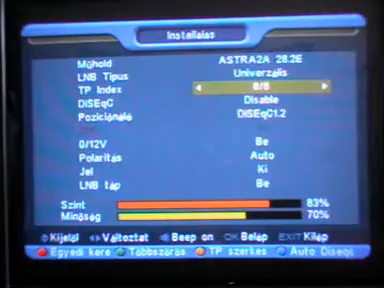 Installalas
Műhold ASTRA2A 28.2E
LNB Tipus Univerzális
TP Index 8/8
DiSEqC Disable
Pozicionáló DiSEqC1.2
0/12V Be
Polaritás Auto
Jel Ki
LNB táp Be
Szint 83%
Minőség 70%
Kijelöl Változtat Beep on OK Belép EXIT Kilép
Egyedi kere Többszörös TP szerkes Auto Diseqc